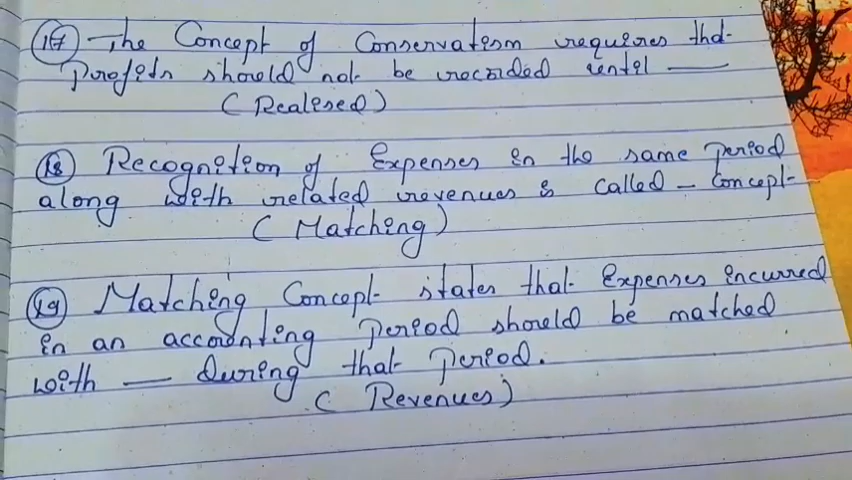 (17) The Concept of Conservatism requires that
Profits should not be recorded until ——
(Realised)
(18) Recognition of Expenses in the same Period
along with related revenues is called — Concept
(Matching)
(19) Matching Concept states that Expenses incurred
in an accounting Period should be matched
with —— during that Period.
(Revenues)